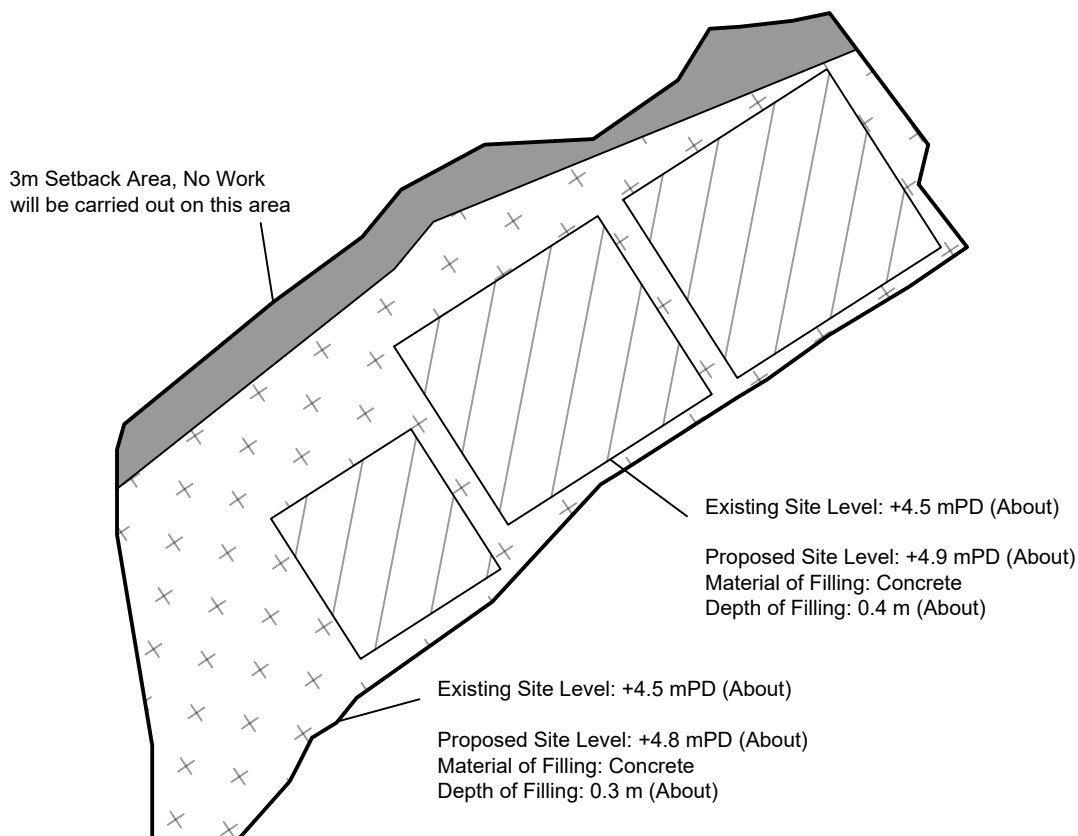 3m Setback Area, No Work
will be carried out on this area
Existing Site Level: +4.5 mPD (About)
Proposed Site Level: +4.9 mPD (About)
Material of Filling: Concrete
Depth of Filling: 0.4 m (About)
Existing Site Level: +4.5 mPD (About)
Proposed Site Level: +4.8 mPD (About)
Material of Filling: Concrete
Depth of Filling: 0.3 m (About)